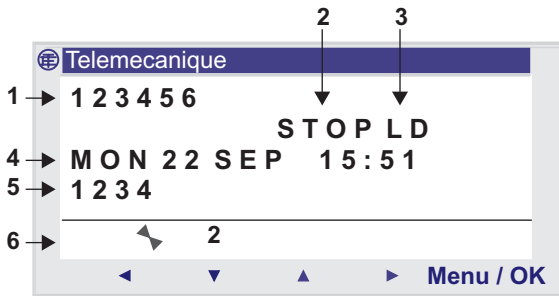 2 3
Telemecanique
1 123456
STOP LD
4 MON 22 SEP 15:51
5 1234
6 2
Menu / OK